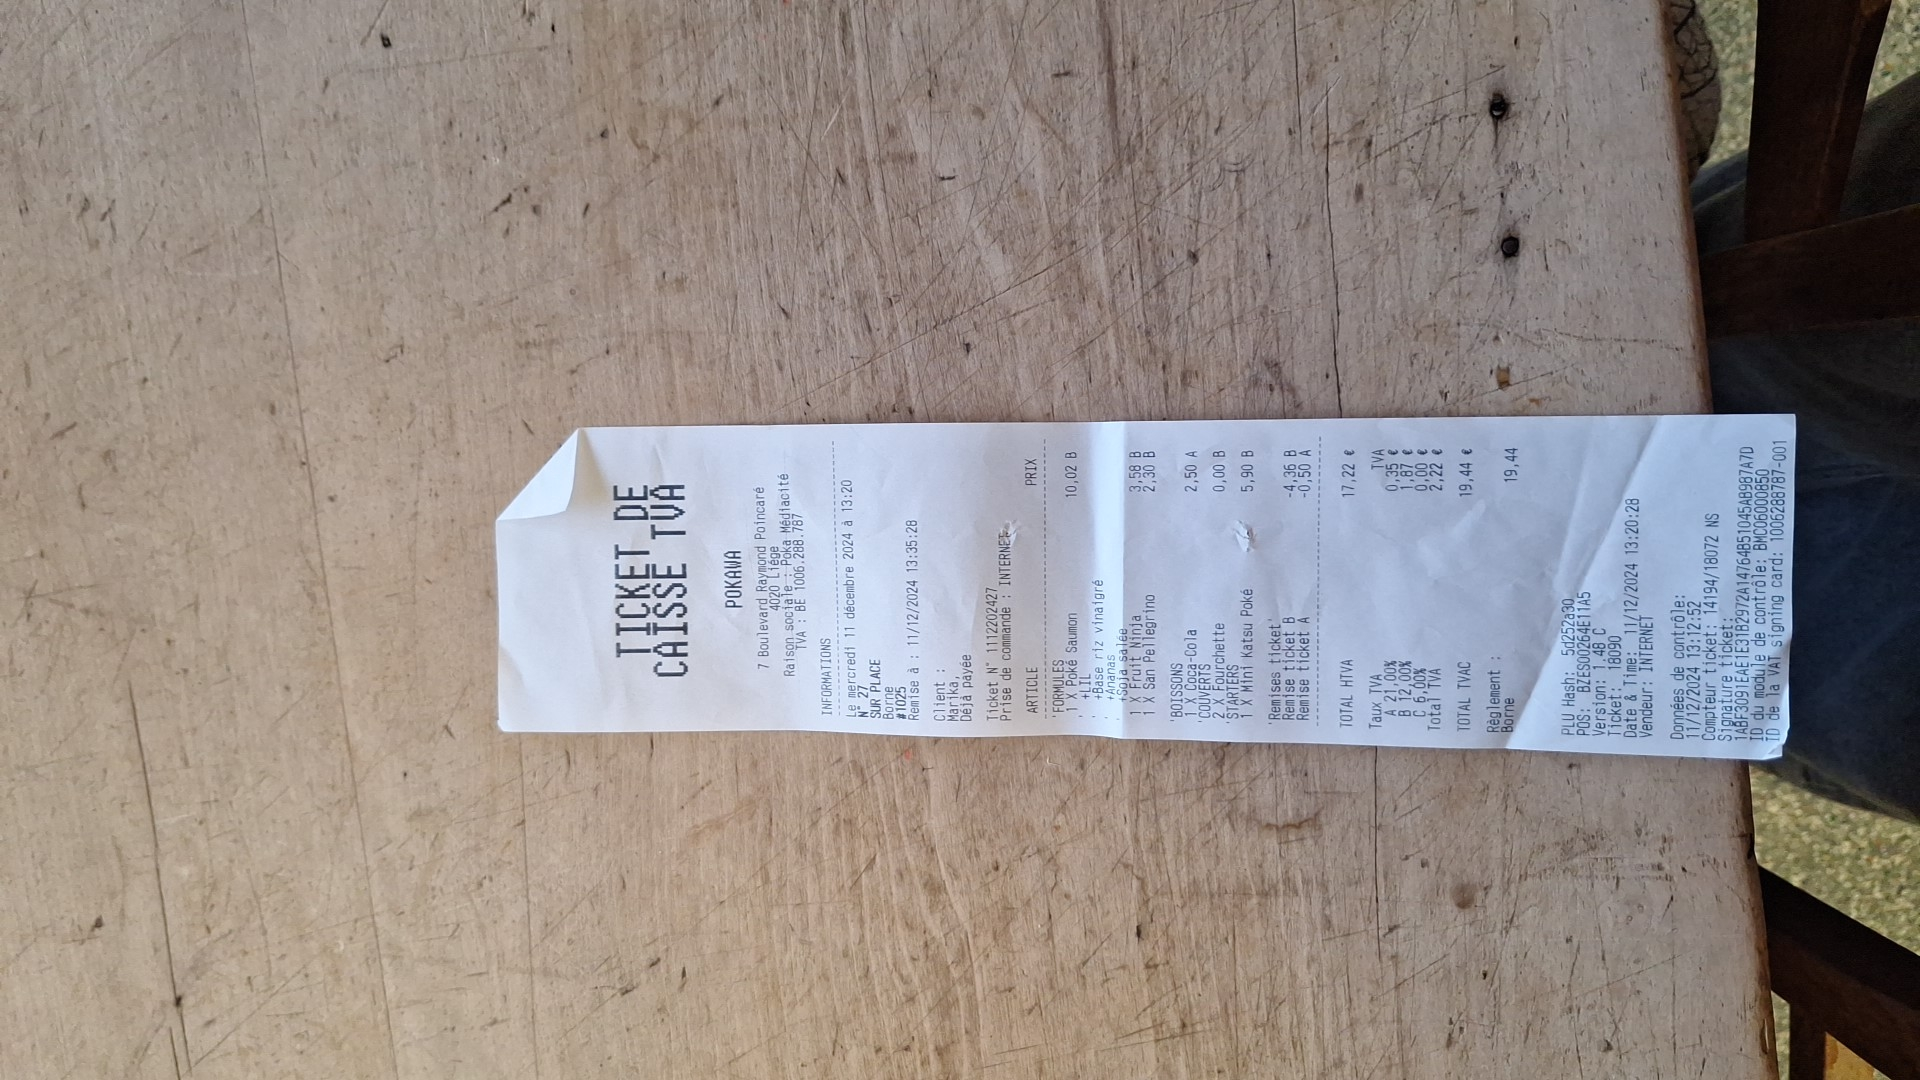 TICKET DE
CAISSE TVA
POKAWA
7 Boulevard Raymond Poincaré
4020 Liége
Raison sociale : Poka Médiacité
TVA : BE 1006.288.787
INFORMATIONS
Le mercredi 11 décembre 2024 à 13:20
N° 27
SUR PLACE
Borne
#1025
Remise à : 11/12/2024 13:35:28
Client :
Marika,
Déjà payée
Ticket N° 1112202427
Prise de commande : INTERNET
ARTICLE PRIX
'FORMULES
1 X Poké Saumon 10,02 B
' +LIL
' +Base riz vinaigré
' +Ananas
' +Soja salée
1 X Fruit Ninja 3,58 B
1 X San Pellegrino 2,30 B
'BOISSONS
1 X Coca-Cola 2,50 A
'COUVERTS
2 X Fourchette 0,00 B
'STARTERS
1 X Mini Katsu Poké 5,90 B
'Remises ticket'
Remise ticket B -4,36 B
Remise ticket A -0,50 A
TOTAL HTVA 17,22 €
Taux TVA TVA
A 21,00% 0,35 €
B 12,00% 1,87 €
C 6,00% 0,00 €
Total TVA 2,22 €
TOTAL TVAC 19,44 €
Règlement :
Borne 19,44
PLU Hash: 5d252a30
POS: BZES00264E11A5
Version: 1.48 C
Ticket: 18090
Date & Time: 11/12/2024 13:20:28
Vendeur: INTERNET
Données de contrôle:
11/12/2024 13:12:52
Compteur ticket: 14194/18072 NS
Signature ticket:
1ABF3091EAE1E31B2972A14764B51045AB987A7D
ID du module de contrôle: BMC06000850
ID de la VAT signing card: 1006288787-001